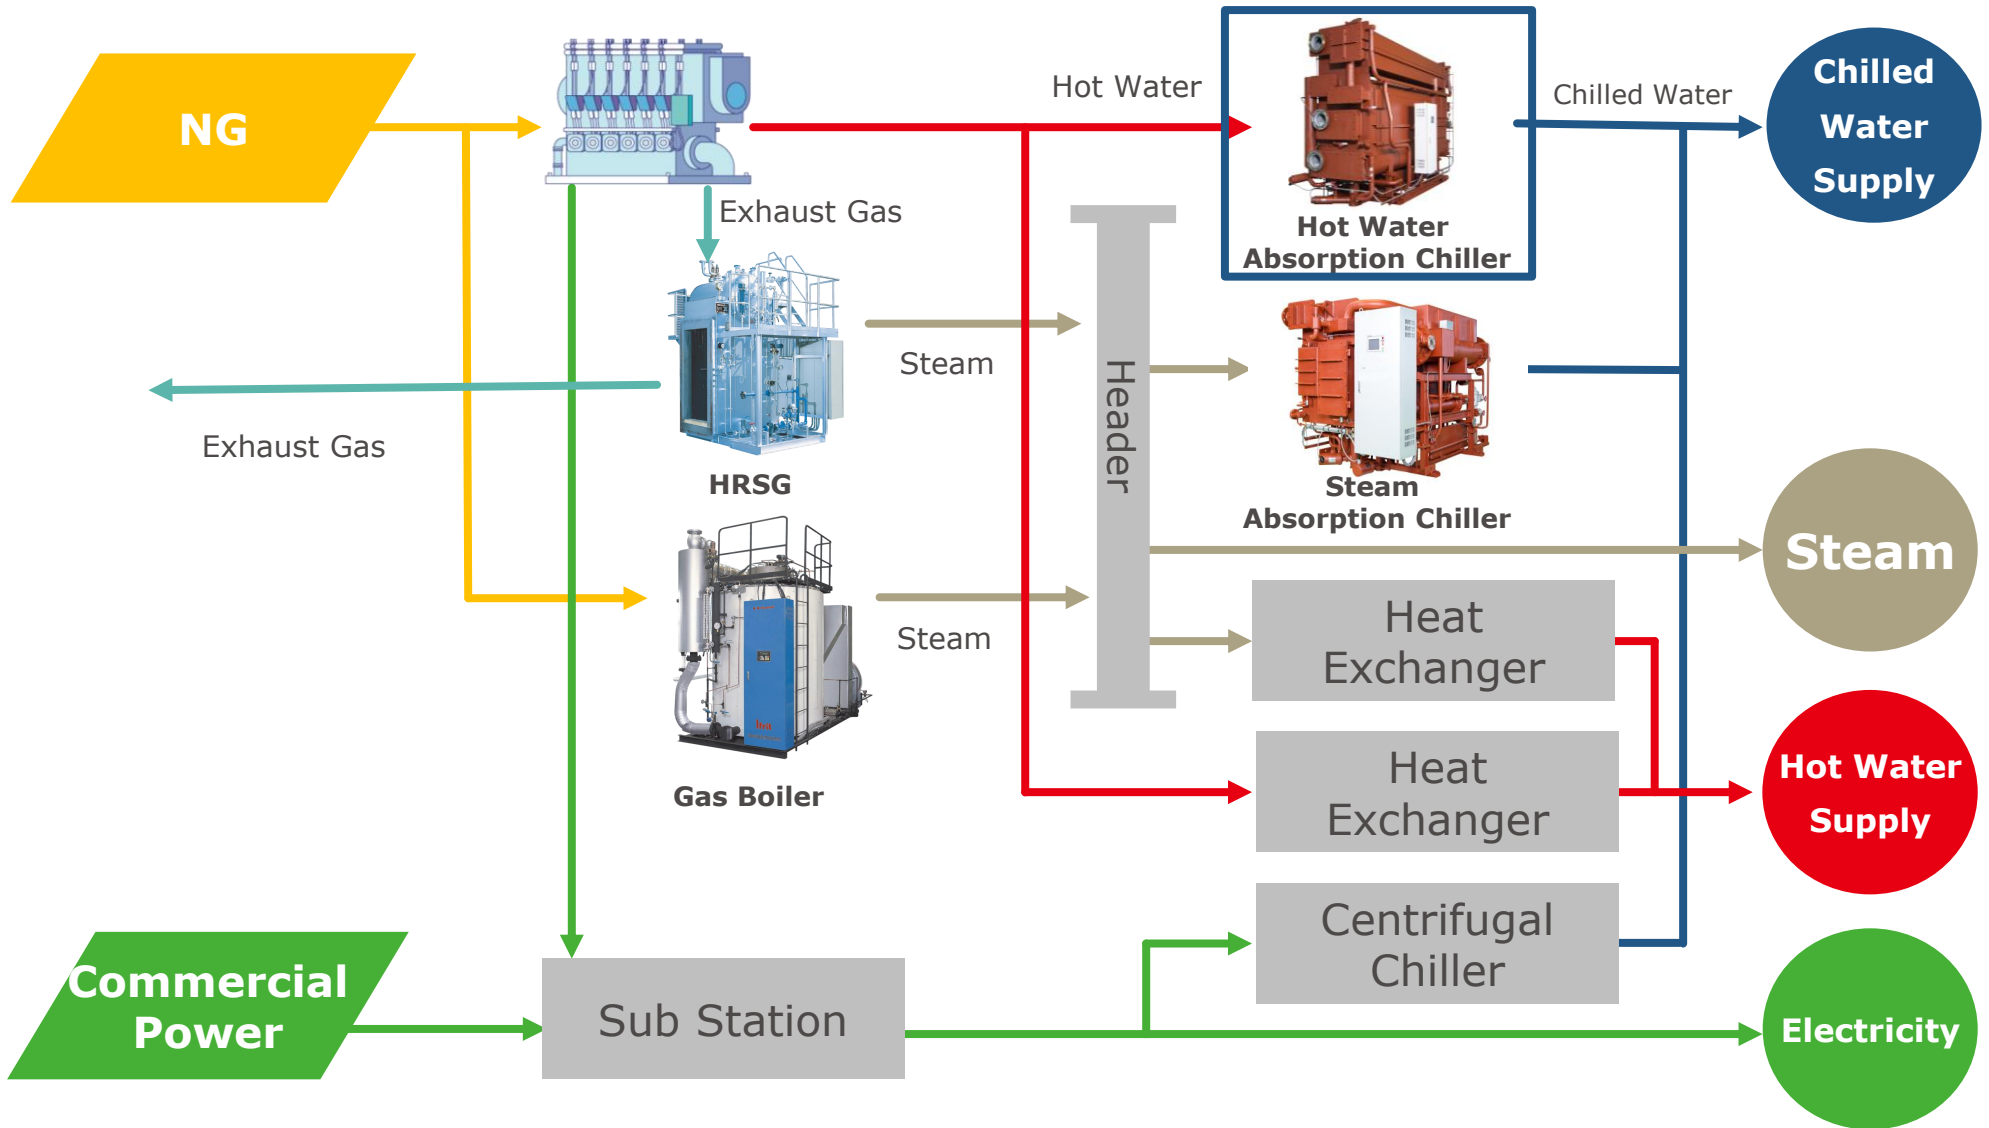 NG
Hot Water
Chilled Water
Chilled
Water
Supply
Exhaust Gas
Hot Water
Absorption Chiller
Steam
Header
Exhaust Gas
HRSG
Steam
Absorption Chiller
Steam
Heat
Exchanger
Steam
Gas Boiler
Heat
Exchanger
Hot Water
Supply
Centrifugal
Chiller
Commercial
Power
Sub Station
Electricity